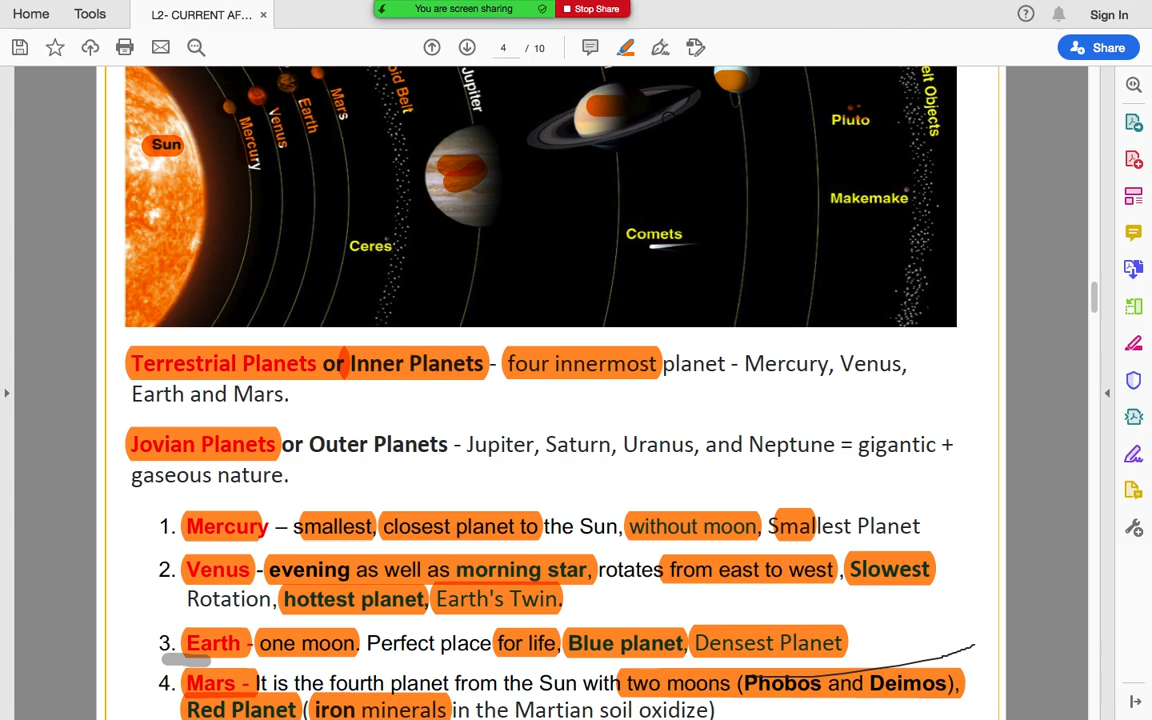 You are screen sharing
Stop Share
Home
Tools
L2- CURRENT AF...
Sign In
4 / 10
Share
Sun
Mercury
Venus
Earth
Mars
oid Belt
Jupiter
Ceres
Comets
Pluto
Makemake
elt Objects
Terrestrial Planets or Inner Planets- four innermost planet - Mercury, Venus,
Earth and Mars.
Jovian Planets or Outer Planets - Jupiter, Saturn, Uranus, and Neptune = gigantic +
gaseous nature.
1. Mercury – smallest, closest planet to the Sun, without moon, Smallest Planet
2. Venus - evening as well as morning star, rotates from east to west , Slowest
Rotation, hottest planet, Earth's Twin.
3. Earth - one moon. Perfect place for life, Blue planet, Densest Planet
4. Mars - It is the fourth planet from the Sun with two moons (Phobos and Deimos),
Red Planet ( iron minerals in the Martian soil oxidize)